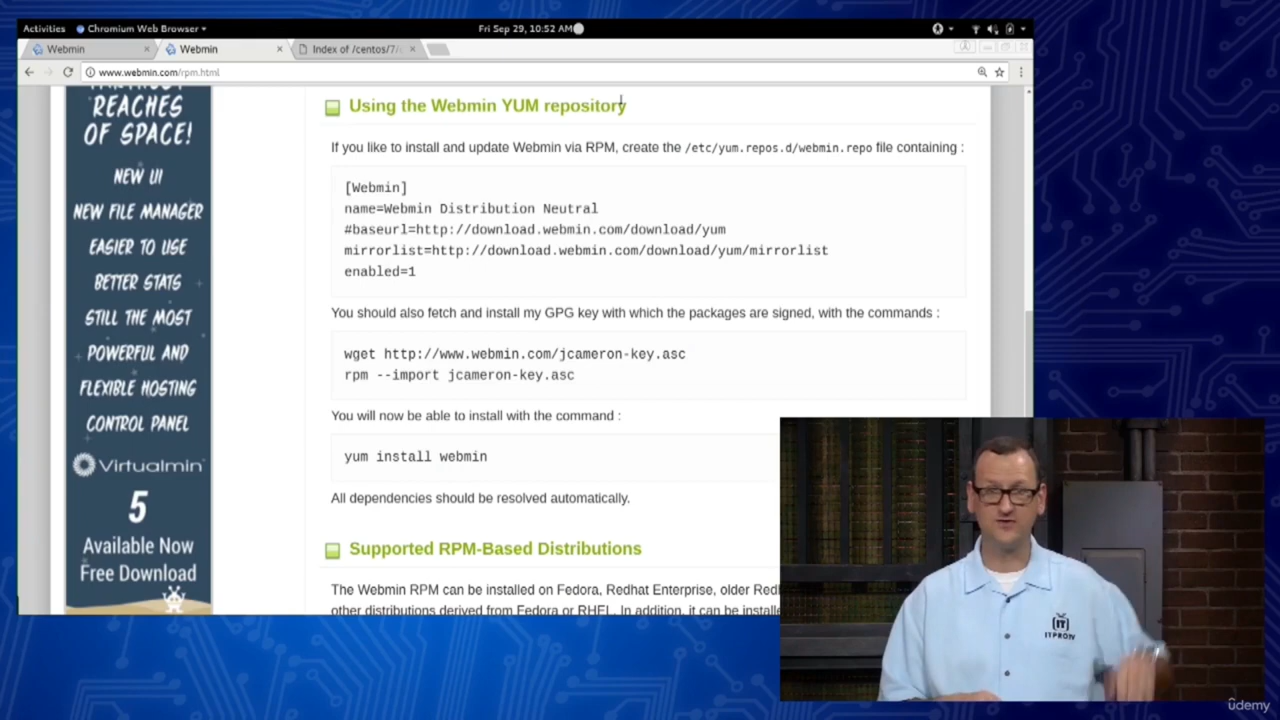 Activities Chromium Web Browser Fri Sep 29, 10:52 AM
Webmin × Webmin × Index of /centos/7/ ×
www.webmin.com/rpm.html
REACHES
OF SPACE!
NEW UI
NEW FILE MANAGER
EASIER TO USE
BETTER STATS
STILL THE MOST
POWERFUL AND
FLEXIBLE HOSTING
CONTROL PANEL
Virtualmin
5
Available Now
Free Download
Using the Webmin YUM repository
If you like to install and update Webmin via RPM, create the /etc/yum.repos.d/webmin.repo file containing :
[Webmin]
name=Webmin Distribution Neutral
#baseurl=http://download.webmin.com/download/yum
mirrorlist=http://download.webmin.com/download/yum/mirrorlist
enabled=1
You should also fetch and install my GPG key with which the packages are signed, with the commands :
wget http://www.webmin.com/jcameron-key.asc
rpm --import jcameron-key.asc
You will now be able to install with the command :
yum install webmin
All dependencies should be resolved automatically.
Supported RPM-Based Distributions
The Webmin RPM can be installed on Fedora, Redhat Enterprise, older Red
other distributions derived from Fedora or RHEL. In addition, it can be installe
[IT]
ITPROTV
udemy